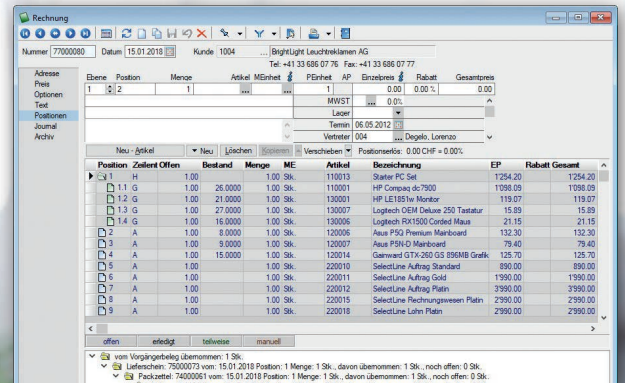 Rechnung
Nummer 77000080 Datum 15.01.2018 Kunde 1004 ... BrightLight Leuchtreklamen AG
Tel: +41 33 686 07 76 Fax: +41 33 686 07 77
Adresse
Preis
Optionen
Text
Positionen
Journal
Archiv
Ebene Position Menge Artikel MEinheit PEinheit AP Einzelpreis Rabatt Gesamtpreis
1 2 1 ... ... 1 0.00 0.00 % 0.00
MWST ... 0.0%
Lager
Termin 06.05.2012
Vertreter 004 ... Degelo, Lorenzo
Neu - Artikel Neu Löschen Kopieren Verschieben Positionserlös: 0.00 CHF = 0.00%
Position Zeilent Offen Bestand Menge ME Artikel Bezeichnung EP Rabatt Gesamt
1 H 1.00 1.00 Stk. 110013 Starter PC Set 1'254.20 1'254.20
1.1 G 1.00 26.0000 1.00 Stk. 110001 HP Compaq dc7900 1'098.09 1'098.09
1.2 G 1.00 21.0000 1.00 Stk. 130001 HP LE1851w Monitor 119.07 119.07
1.3 G 1.00 27.0000 1.00 Stk. 130007 Logitech OEM Deluxe 250 Tastatur 15.89 15.89
1.4 G 1.00 16.0000 1.00 Stk. 130006 Logitech RX1500 Corded Maus 21.15 21.15
2 A 1.00 8.0000 1.00 Stk. 120006 Asus P5Q Premium Mainboard 132.30 132.30
3 A 1.00 9.0000 1.00 Stk. 120007 Asus P5N-D Mainboard 79.40 79.40
4 A 1.00 15.0000 1.00 Stk. 120014 Gainward GTX-260 GS 896MB Grafik 125.70 125.70
5 A 1.00 1.00 Stk. 220010 SelectLine Auftrag Standard 890.00 890.00
6 A 1.00 1.00 Stk. 220011 SelectLine Auftrag Gold 1'990.00 1'990.00
7 A 1.00 1.00 Stk. 220012 SelectLine Auftrag Platin 3'990.00 3'990.00
8 A 1.00 1.00 Stk. 220015 SelectLine Rechnungswesen Platin 2'990.00 2'990.00
9 A 1.00 1.00 Stk. 220018 SelectLine Lohn Platin 2'990.00 2'990.00
offen erledigt teilweise manuell
vom Vorgängerbeleg übernommen: 1 Stk.
Lieferschein: 75000073 vom: 15.01.2018 Position: 1 Menge: 1 Stk., davon übernommen: 1 Stk., noch offen: 0 Stk.
Packzettel: 74000061 vom: 15.01.2018 Position: 1 Menge: 1 Stk., davon übernommen: 1 Stk., noch offen: 0 Stk.